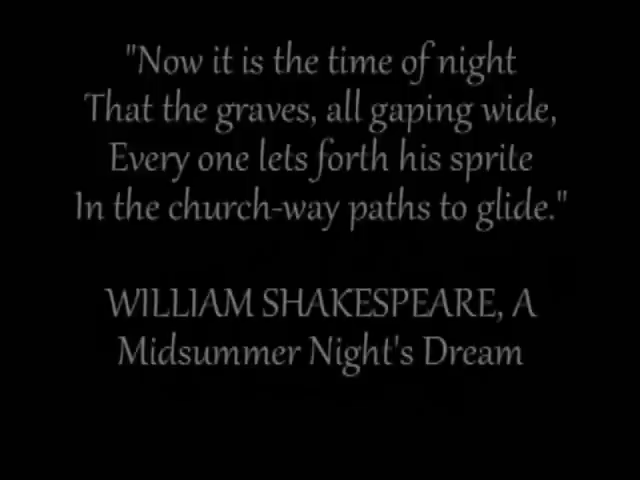 "Now it is the time of night
That the graves, all gaping wide,
Every one lets forth his sprite
In the church-way paths to glide."
WILLIAM SHAKESPEARE, A
Midsummer Night's Dream